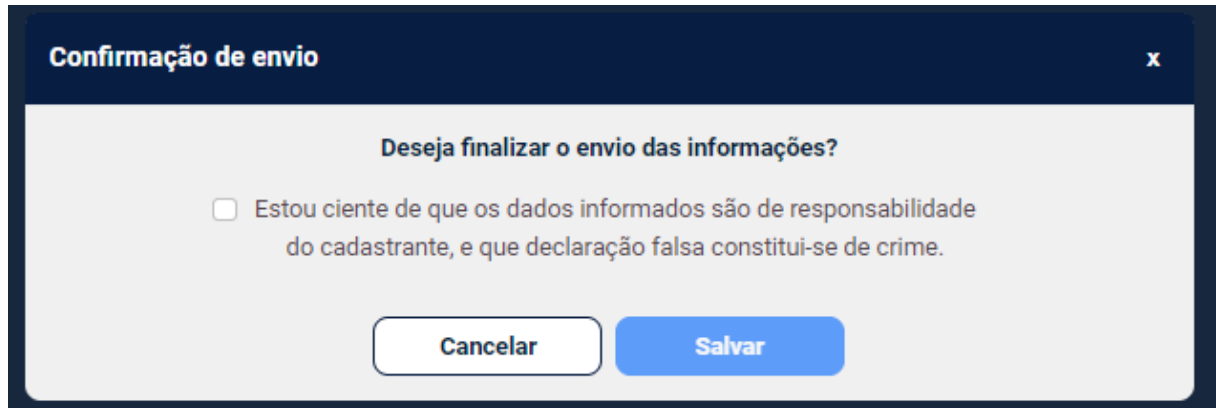 Confirmação de envio x
Deseja finalizar o envio das informações?
Estou ciente de que os dados informados são de responsabilidade
do cadastrante, e que declaração falsa constitui-se de crime.
Cancelar Salvar